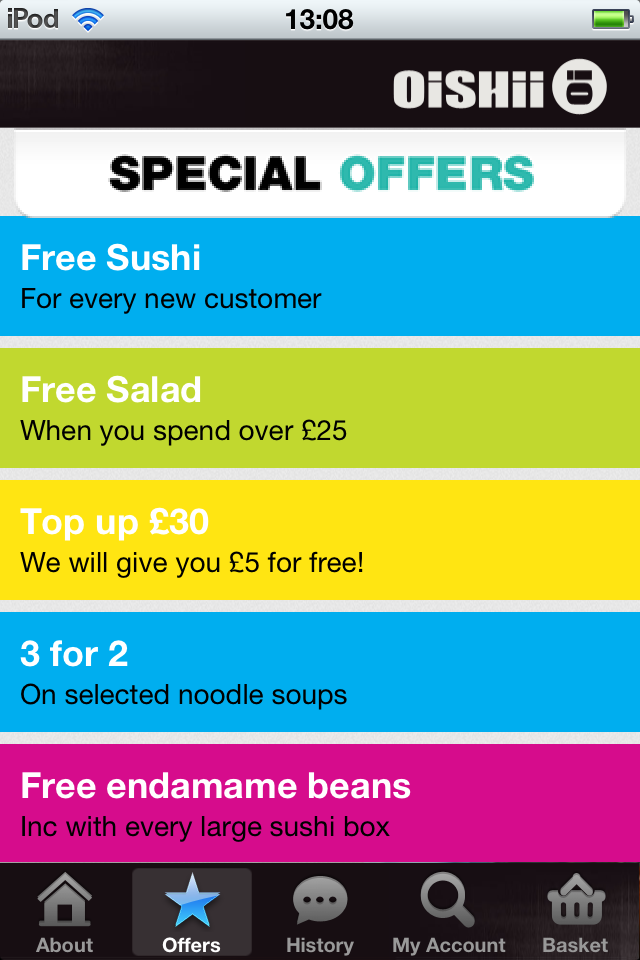 iPod 13:08
OiSHii
SPECIAL OFFERS
Free Sushi
For every new customer
Free Salad
When you spend over £25
Top up £30
We will give you £5 for free!
3 for 2
On selected noodle soups
Free endamame beans
Inc with every large sushi box
About Offers History My Account Basket